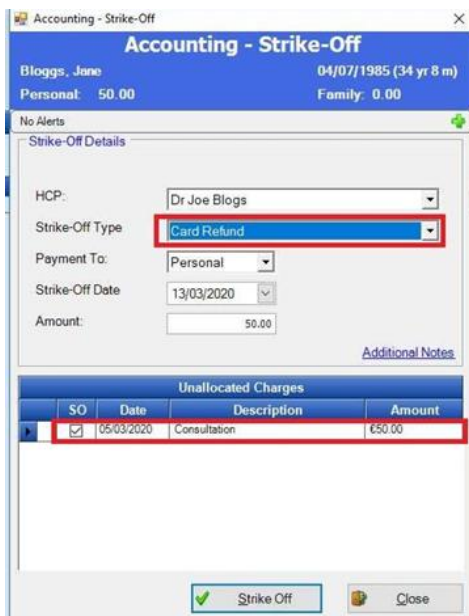 Accounting - Strike-Off
Accounting - Strike-Off
Bloggs, Jane 04/07/1985 (34 yr 8 m)
Personal: 50.00 Family: 0.00
No Alerts
Strike-Off Details
HCP: Dr Joe Blogs
Strike-Off Type Card Refund
Payment To: Personal
Strike-Off Date 13/03/2020
Amount: 50.00
Additional Notes
Unallocated Charges
SO Date Description Amount
05/03/2020 Consultation €50.00
Strike Off Close